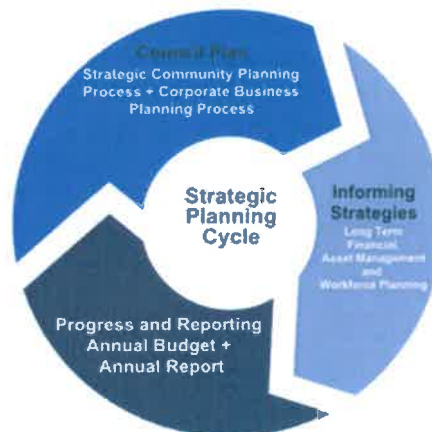 Council Plan
Strategic Community Planning
Process + Corporate Business
Planning Process
Strategic
Planning
Cycle
Informing
Strategies
Long Term
Financial
Asset Management
and
Workforce Planning
Progress and Reporting
Annual Budget +
Annual Report